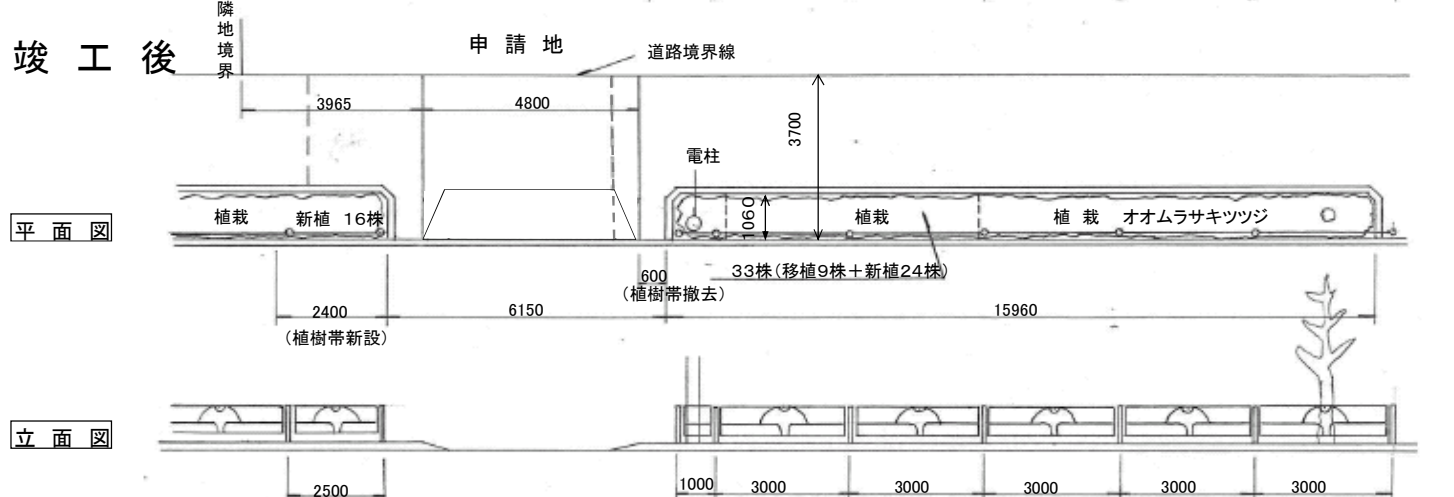 隣地境界
竣 工 後
申 請 地
道路境界線
3965
4800
3700
電柱
平 面 図
植栽
新植 16株
1060
植栽
植 栽 オオムラサキツツジ
600
(植樹帯撤去)
33株(移植9株+新植24株)
2400
(植樹帯新設)
6150
15960
立 面 図
2500
1000
3000
3000
3000
3000
3000